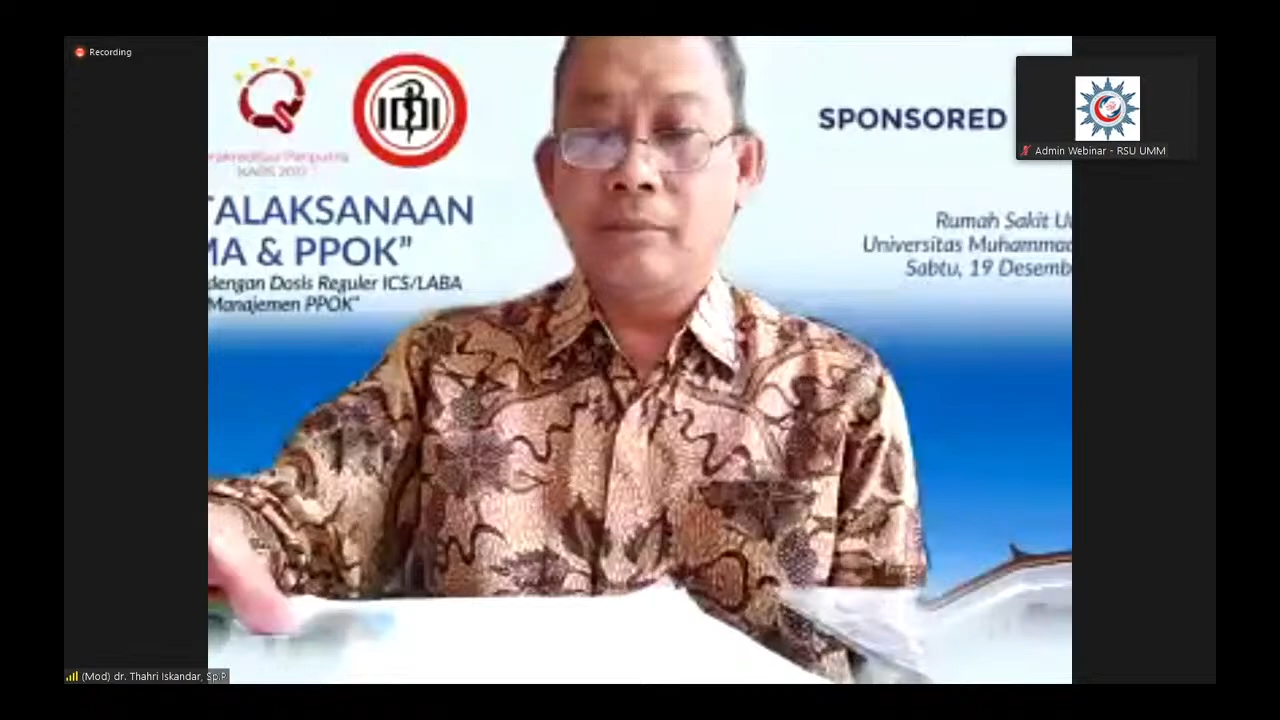 Recording
IDI
SPONSORED
Admin Webinar - RSU UMM
TALAKSANAAN
MA & PPOK”
dengan Dosis Reguler ICS/LABA
Manajemen PPOK“
Rumah Sakit U
Universitas Muhammad
Sabtu, 19 Desemb
(Mod) dr. Thahri Iskandar, Sp.P